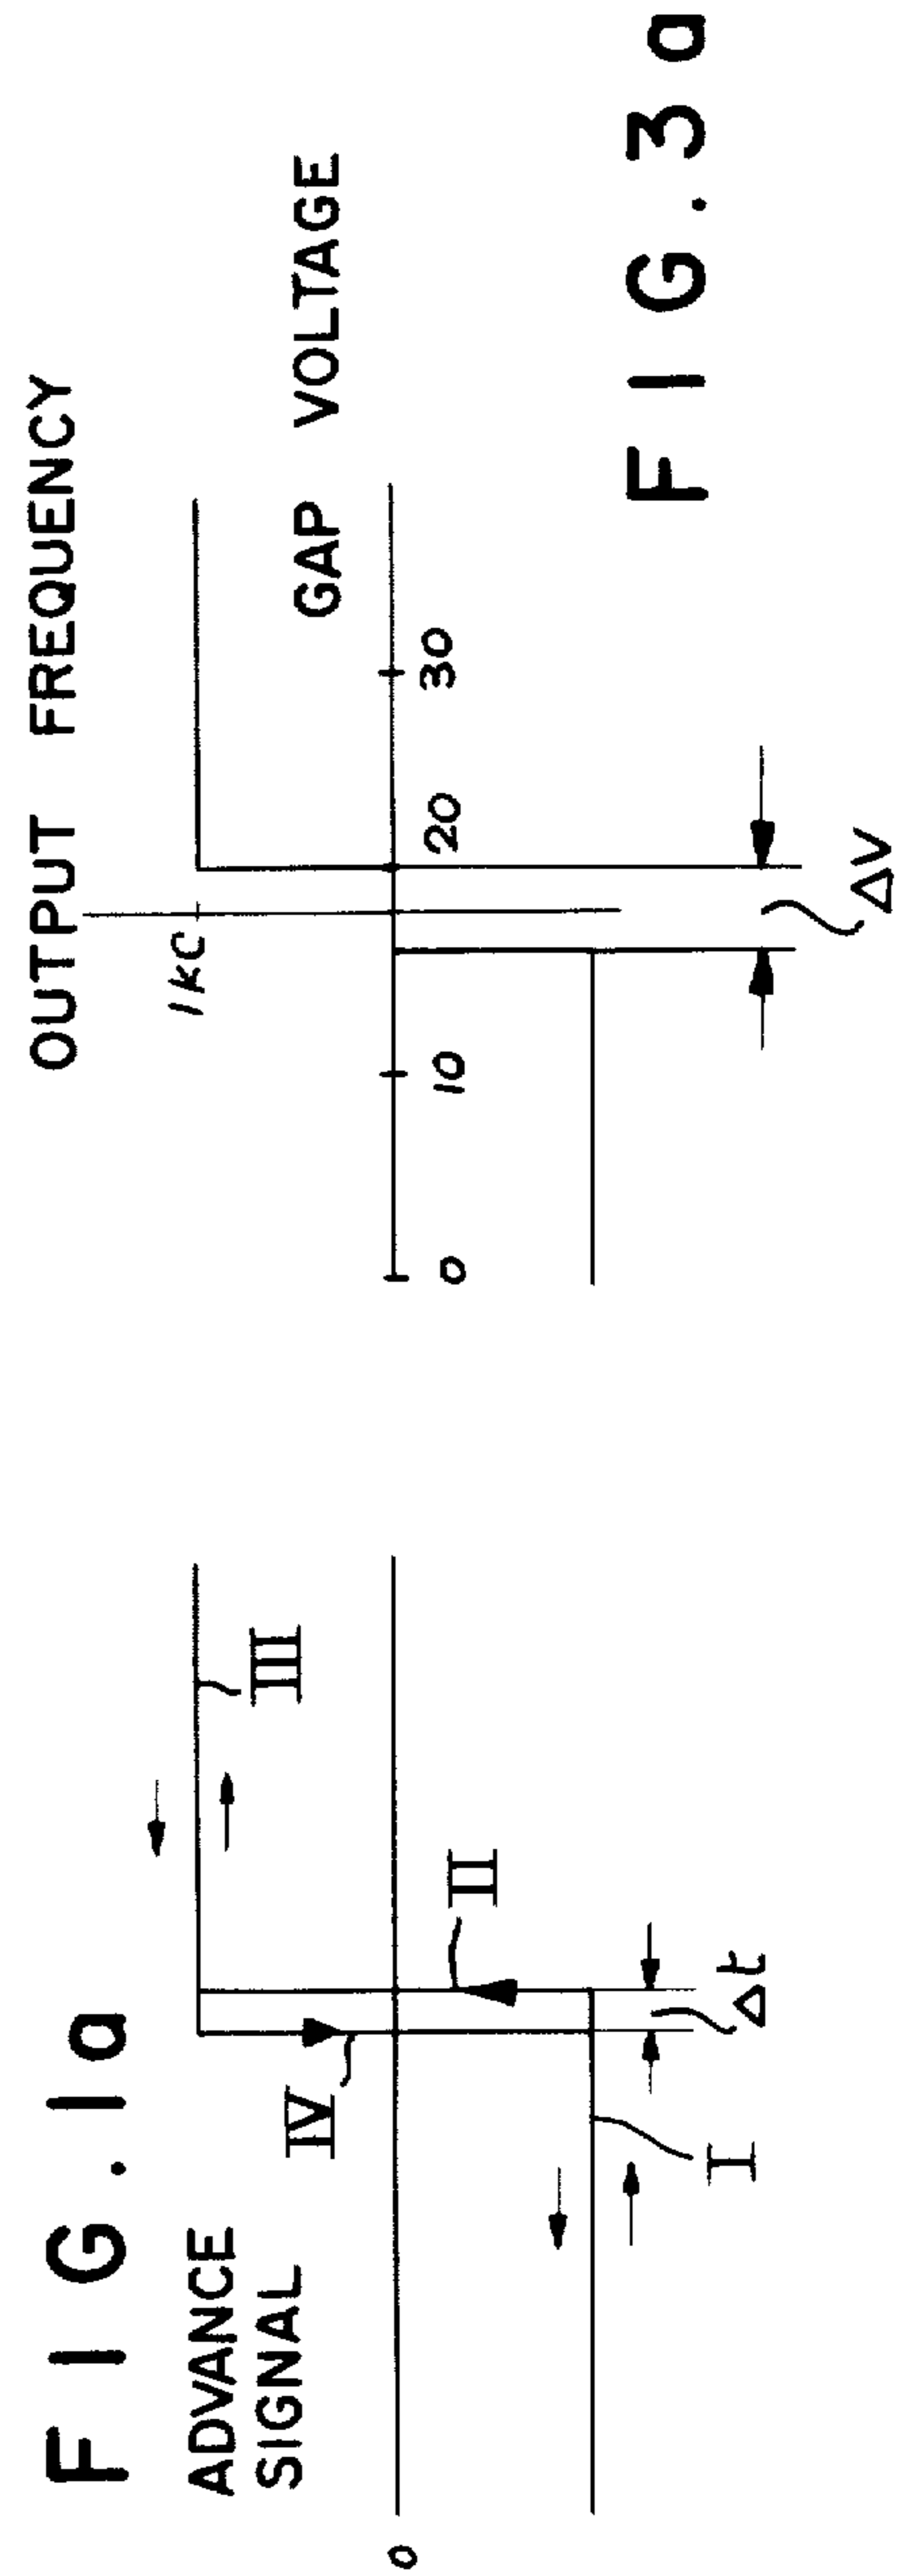 FIG. 1a
ADVANCE
SIGNAL
III
IV
II
0
I
Δt
OUTPUT FREQUENCY
1kC
GAP VOLTAGE
0
10
20
30
ΔV
FIG. 3a